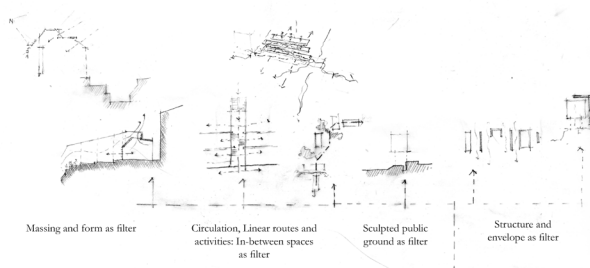 N
Massing and form as filter
Circulation, Linear routes and
activities: In-between spaces
as filter
Sculpted public
ground as filter
Structure and
envelope as filter